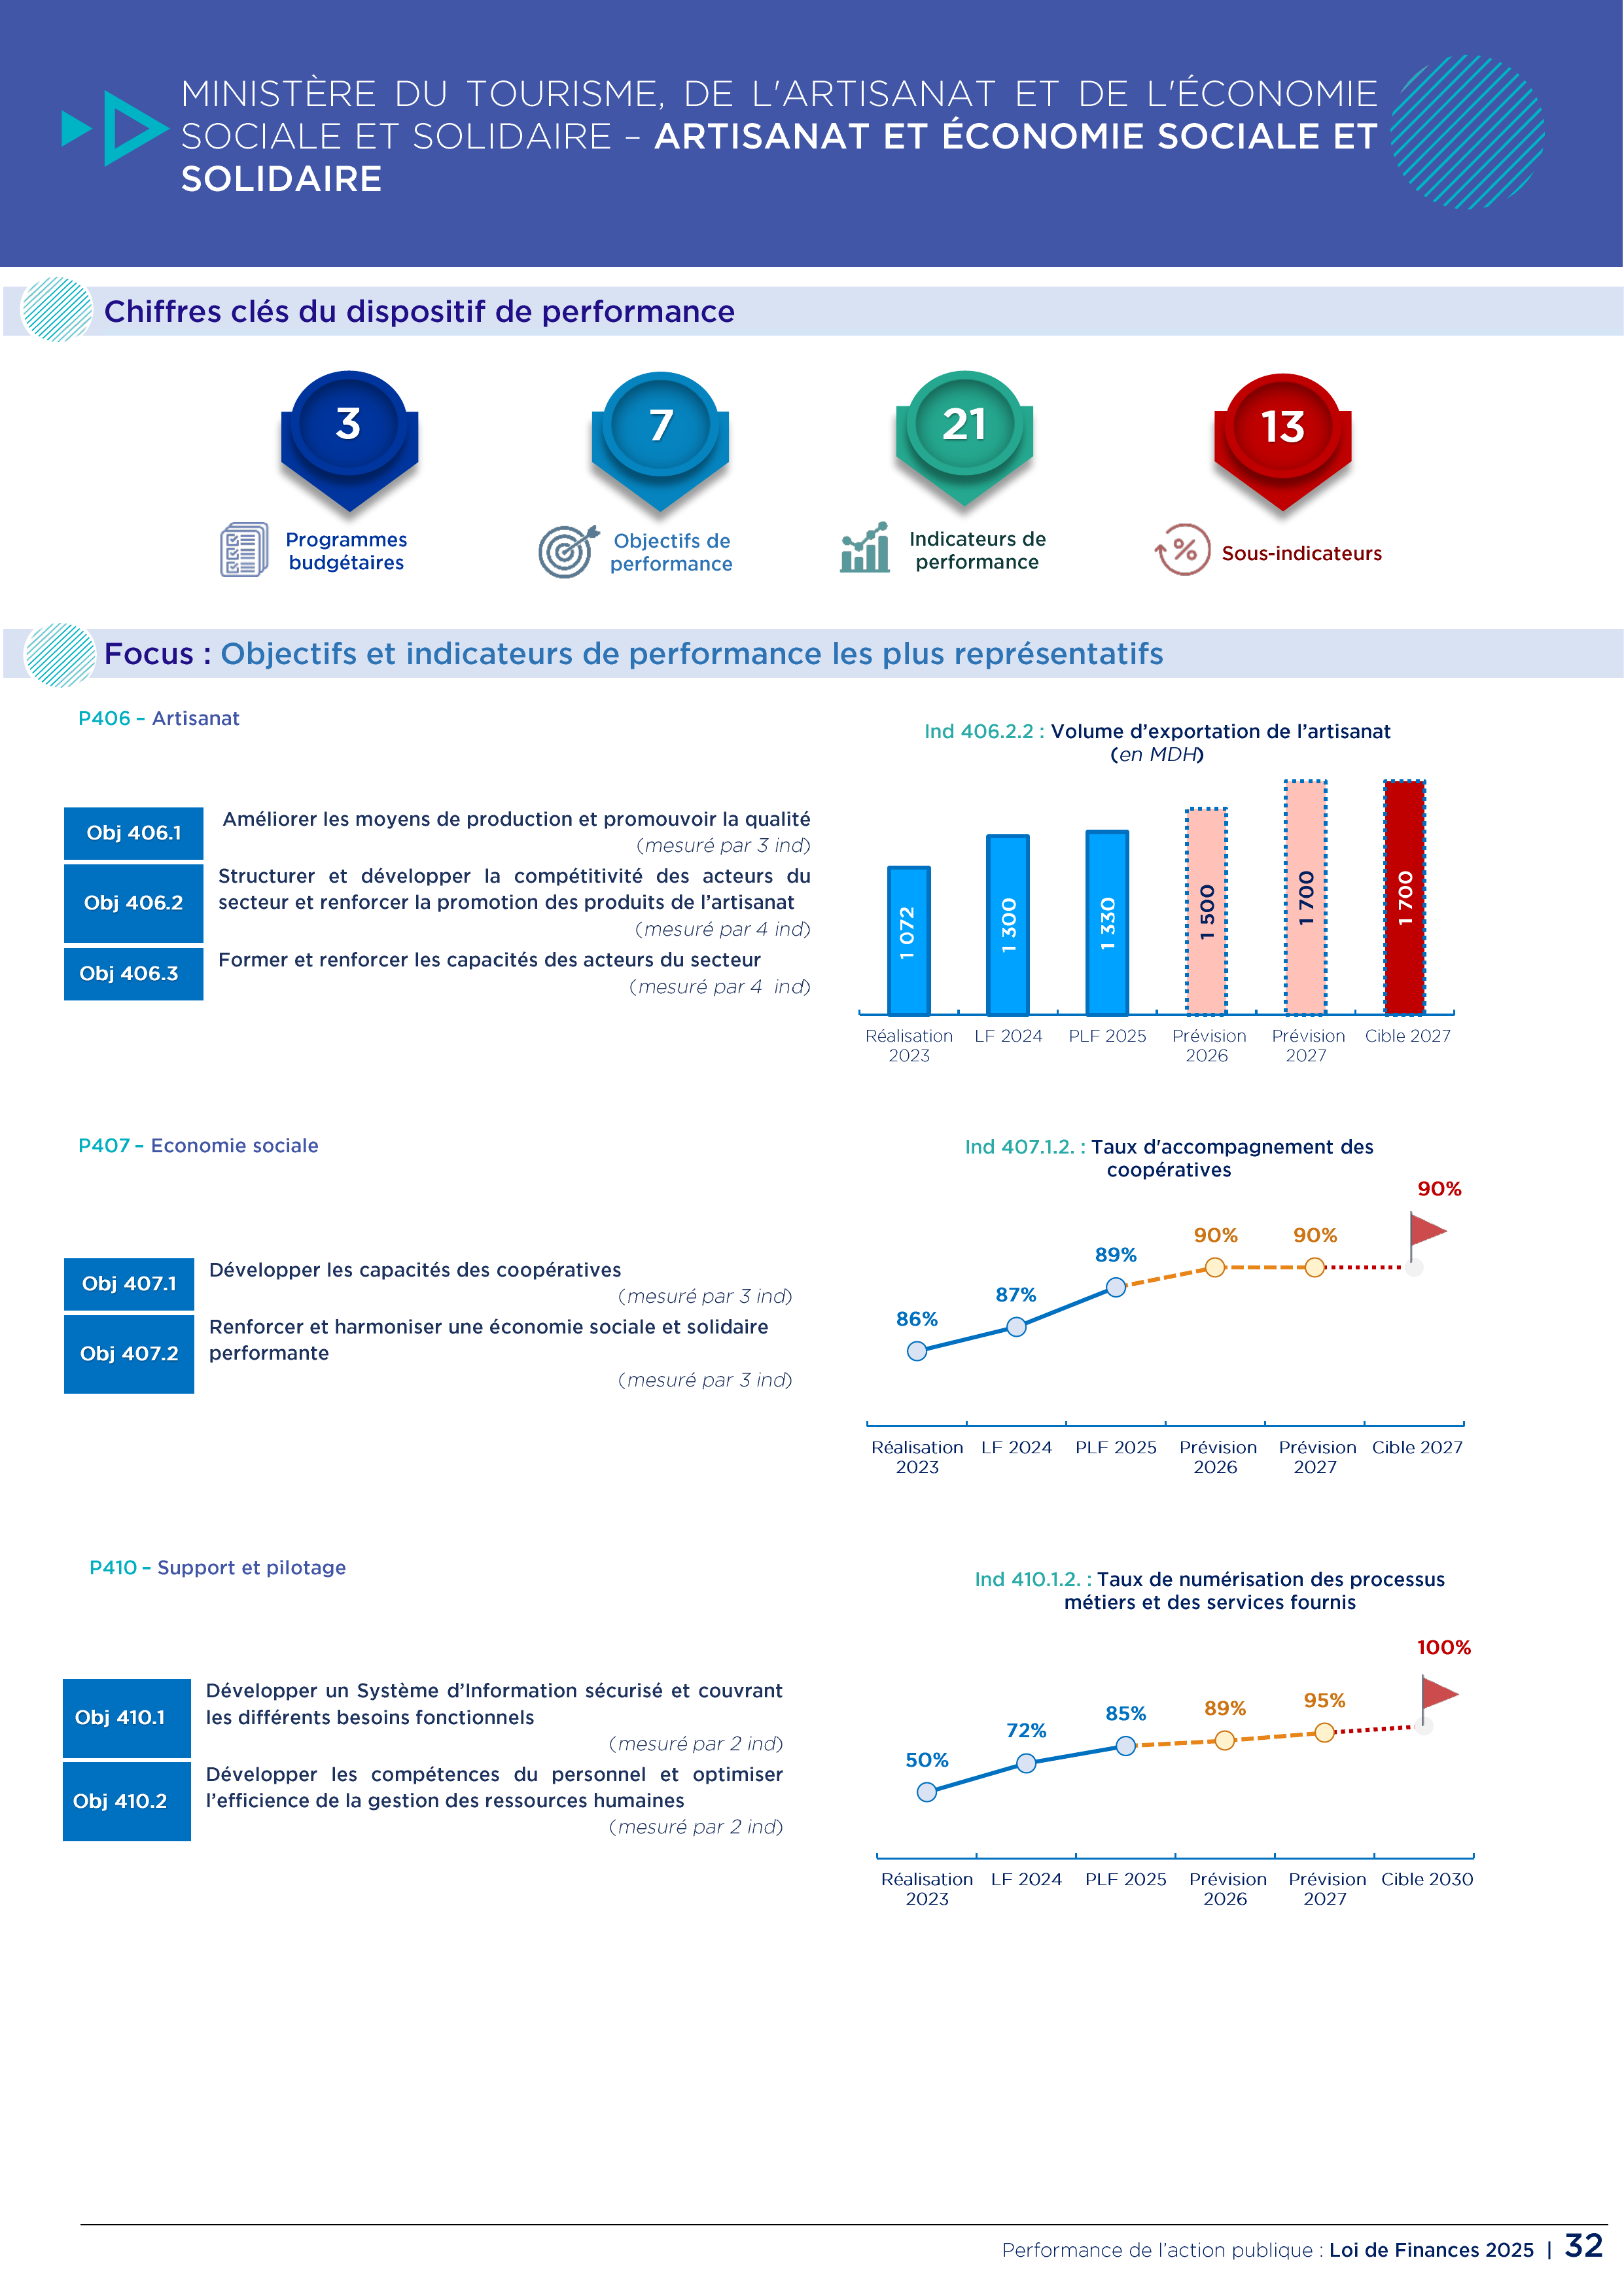 MINISTÈRE DU TOURISME, DE L'ARTISANAT ET DE L'ÉCONOMIE
SOCIALE ET SOLIDAIRE – ARTISANAT ET ÉCONOMIE SOCIALE ET
SOLIDAIRE
Chiffres clés du dispositif de performance
3
7
21
13
Programmes
budgétaires
Objectifs de
performance
Indicateurs de
performance
%
Sous-indicateurs
Focus : Objectifs et indicateurs de performance les plus représentatifs
P406 – Artisanat
Obj 406.1
Améliorer les moyens de production et promouvoir la qualité
(mesuré par 3 ind)
Obj 406.2
Structurer et développer la compétitivité des acteurs du
secteur et renforcer la promotion des produits de l’artisanat
(mesuré par 4 ind)
Obj 406.3
Former et renforcer les capacités des acteurs du secteur
(mesuré par 4 ind)
Ind 406.2.2 : Volume d’exportation de l’artisanat
(en MDH)
1 072
1 300
1 330
1 500
1 700
1 700
Réalisation LF 2024 PLF 2025 Prévision Prévision Cible 2027
2023 2026 2027
P407 – Economie sociale
Obj 407.1
Développer les capacités des coopératives
(mesuré par 3 ind)
Obj 407.2
Renforcer et harmoniser une économie sociale et solidaire
performante
(mesuré par 3 ind)
Ind 407.1.2. : Taux d'accompagnement des
coopératives
86%
87%
89%
90%
90%
90%
Réalisation LF 2024 PLF 2025 Prévision Prévision Cible 2027
2023 2026 2027
P410 – Support et pilotage
Obj 410.1
Développer un Système d’Information sécurisé et couvrant
les différents besoins fonctionnels
(mesuré par 2 ind)
Obj 410.2
Développer les compétences du personnel et optimiser
l’efficience de la gestion des ressources humaines
(mesuré par 2 ind)
Ind 410.1.2. : Taux de numérisation des processus
métiers et des services fournis
50%
72%
85%
89%
95%
100%
Réalisation LF 2024 PLF 2025 Prévision Prévision Cible 2030
2023 2026 2027
Performance de l’action publique : Loi de Finances 2025 | 32